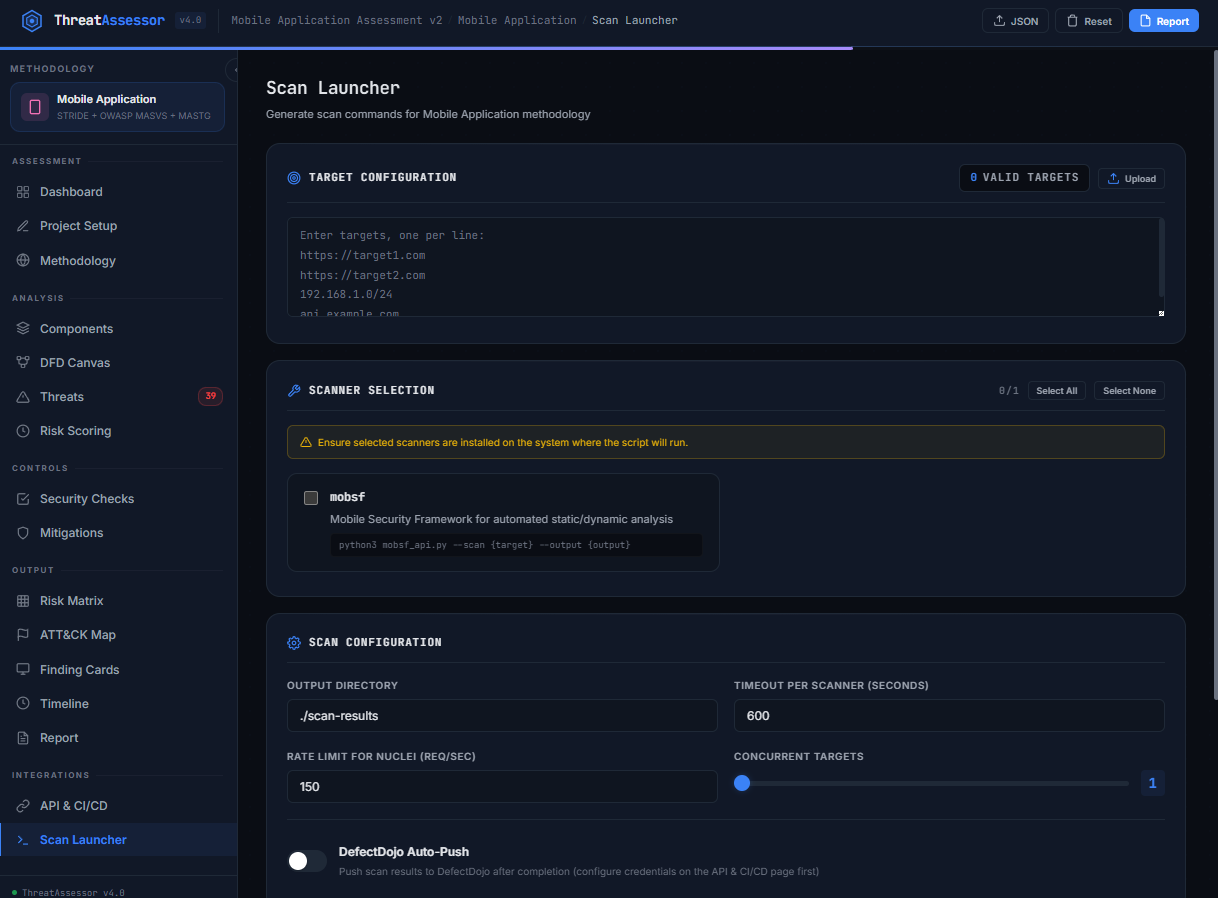 ThreatAssessor v4.0 Mobile Application Assessment v2 / Mobile Application / Scan Launcher JSON Reset Report
METHODOLOGY
Mobile Application
STRIDE + OWASP MASVS + MASTG
ASSESSMENT
Dashboard
Project Setup
Methodology
ANALYSIS
Components
DFD Canvas
Threats 39
Risk Scoring
CONTROLS
Security Checks
Mitigations
OUTPUT
Risk Matrix
ATT&CK Map
Finding Cards
Timeline
Report
INTEGRATIONS
API & CI/CD
Scan Launcher
ThreatAssessor v4.0
Scan Launcher
Generate scan commands for Mobile Application methodology
TARGET CONFIGURATION 0 VALID TARGETS Upload
Enter targets, one per line:
https://target1.com
https://target2.com
192.168.1.0/24
api.example.com
SCANNER SELECTION 0/1 Select All Select None
Ensure selected scanners are installed on the system where the script will run.
mobsf
Mobile Security Framework for automated static/dynamic analysis
python3 mobsf_api.py --scan {target} --output {output}
SCAN CONFIGURATION
OUTPUT DIRECTORY TIMEOUT PER SCANNER (SECONDS)
./scan-results 600
RATE LIMIT FOR NUCLEI (REQ/SEC) CONCURRENT TARGETS
150 1
DefectDojo Auto-Push
Push scan results to DefectDojo after completion (configure credentials on the API & CI/CD page first)